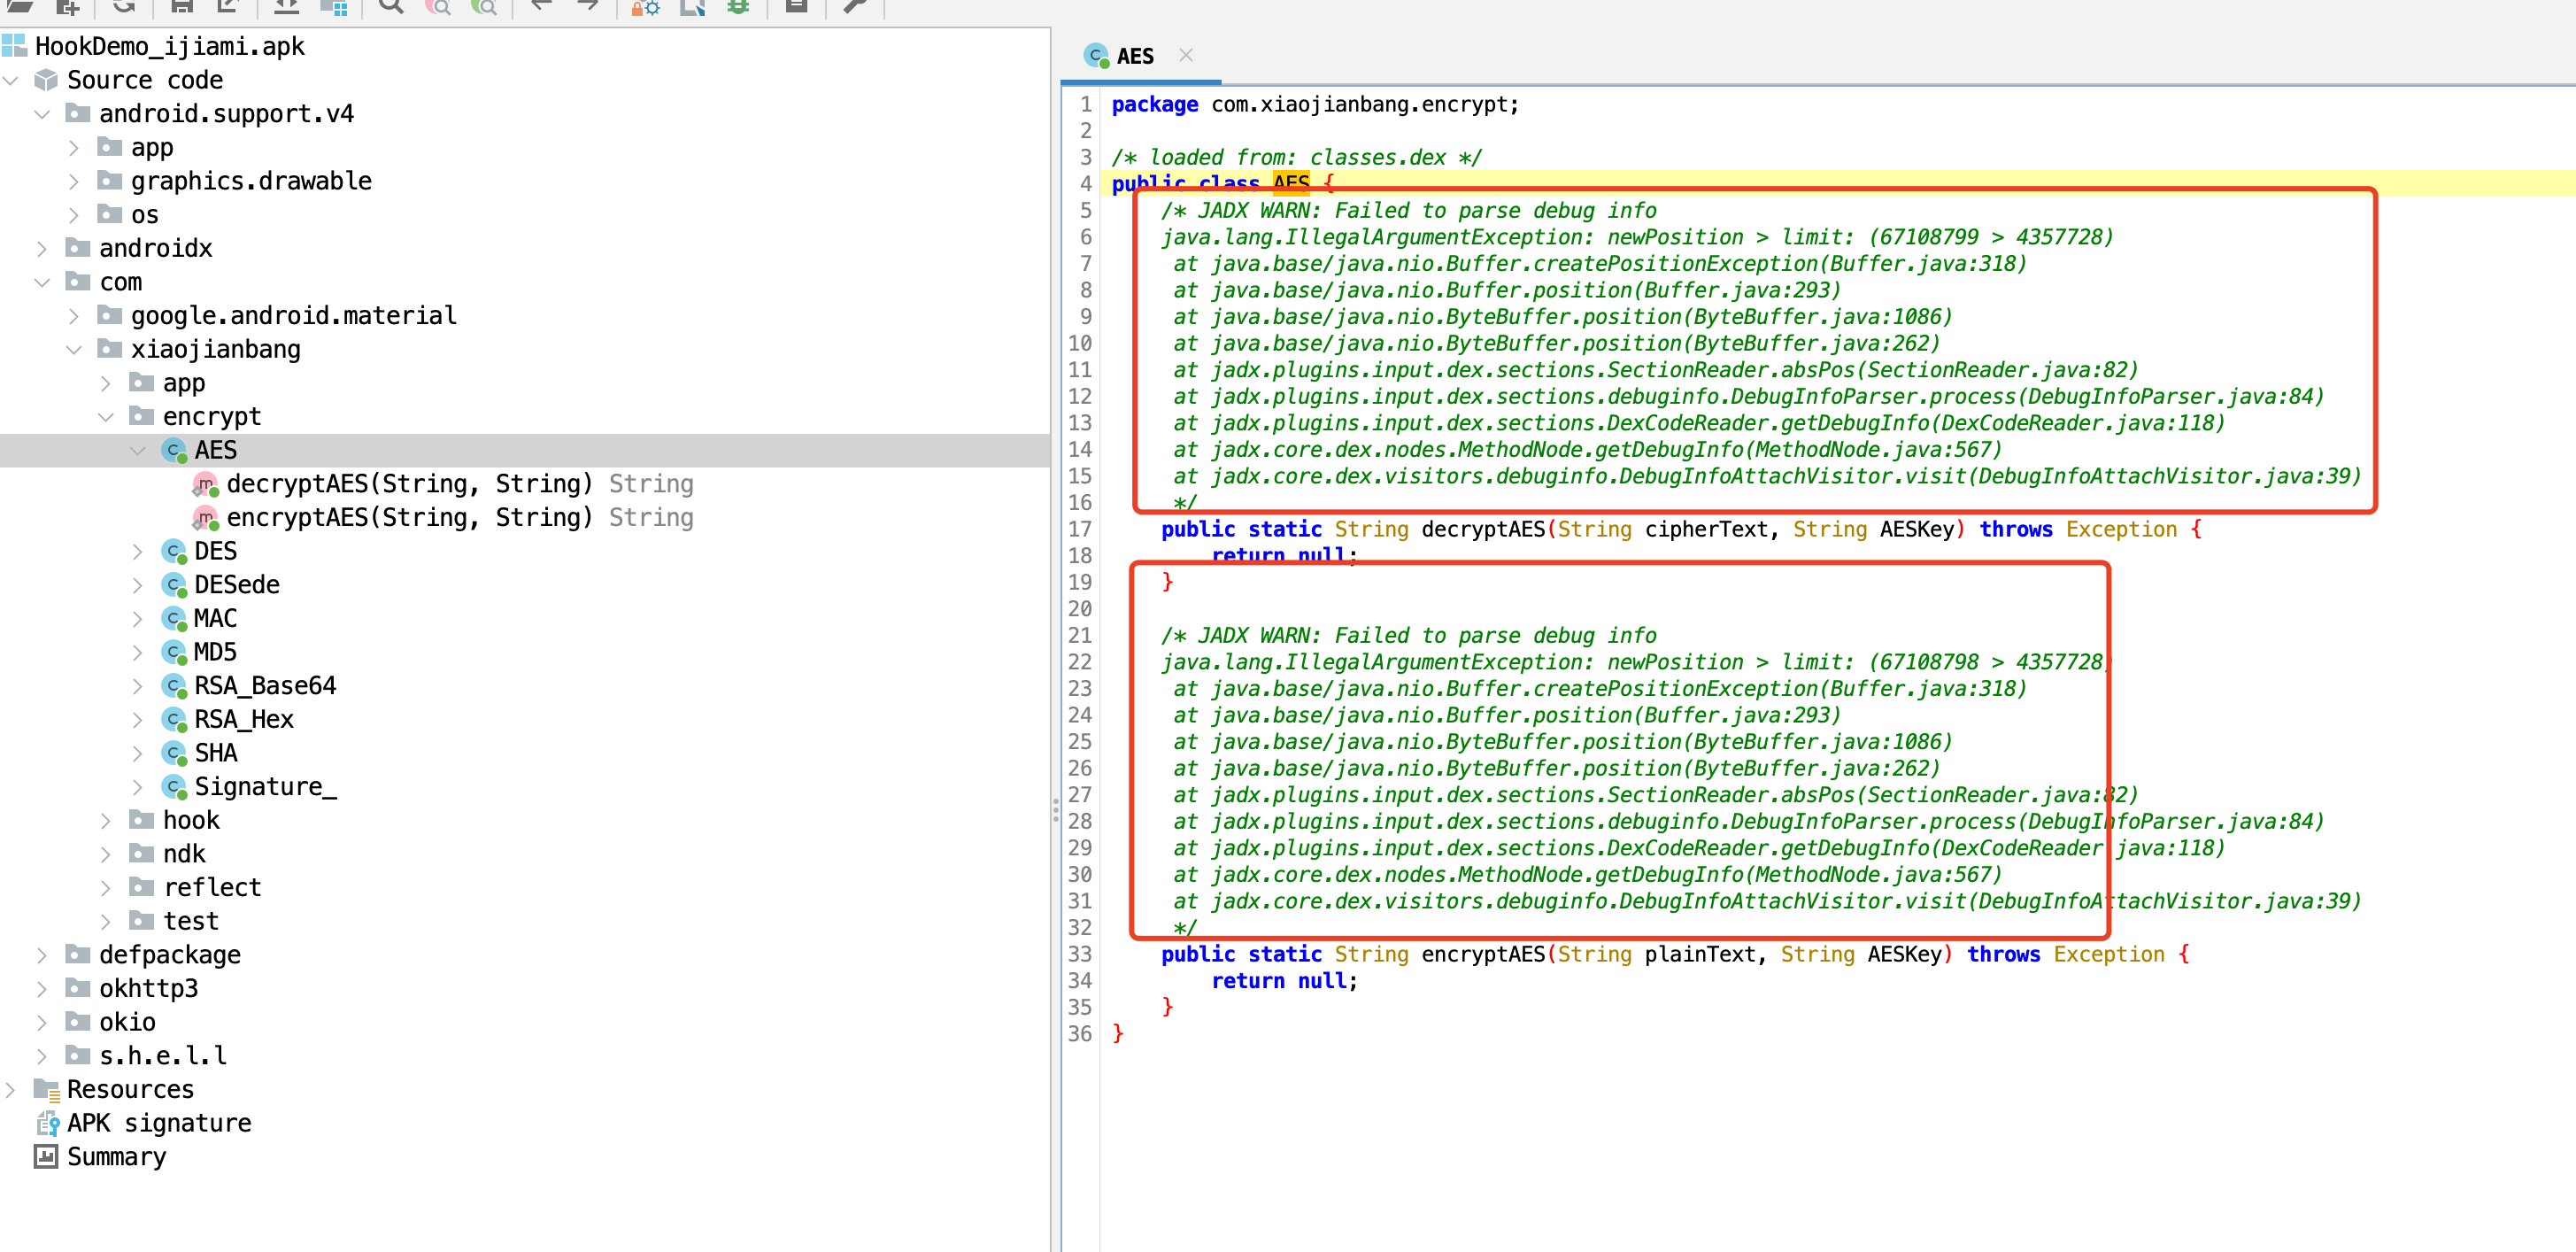 HookDemo_ijiami.apk
Source code
android.support.v4
app
graphics.drawable
os
androidx
com
google.android.material
xiaojianbang
app
encrypt
AES
decryptAES(String, String) String
encryptAES(String, String) String
DES
DESede
MAC
MD5
RSA_Base64
RSA_Hex
SHA
Signature_
hook
ndk
reflect
test
defpackage
okhttp3
okio
s.h.e.l.l
Resources
APK signature
Summary
AES
1 package com.xiaojianbang.encrypt;
2
3 /* loaded from: classes.dex */
4 public class AES {
5 /* JADX WARN: Failed to parse debug info
6 java.lang.IllegalArgumentException: newPosition > limit: (67108799 > 4357728)
7 at java.base/java.nio.Buffer.createPositionException(Buffer.java:318)
8 at java.base/java.nio.Buffer.position(Buffer.java:293)
9 at java.base/java.nio.ByteBuffer.position(ByteBuffer.java:1086)
10 at java.base/java.nio.ByteBuffer.position(ByteBuffer.java:262)
11 at jadx.plugins.input.dex.sections.SectionReader.absPos(SectionReader.java:82)
12 at jadx.plugins.input.dex.sections.debuginfo.DebugInfoParser.process(DebugInfoParser.java:84)
13 at jadx.plugins.input.dex.sections.DexCodeReader.getDebugInfo(DexCodeReader.java:118)
14 at jadx.core.dex.nodes.MethodNode.getDebugInfo(MethodNode.java:567)
15 at jadx.core.dex.visitors.debuginfo.DebugInfoAttachVisitor.visit(DebugInfoAttachVisitor.java:39)
16 */
17 public static String decryptAES(String cipherText, String AESKey) throws Exception {
18 return null;
19 }
20
21 /* JADX WARN: Failed to parse debug info
22 java.lang.IllegalArgumentException: newPosition > limit: (67108798 > 4357728)
23 at java.base/java.nio.Buffer.createPositionException(Buffer.java:318)
24 at java.base/java.nio.Buffer.position(Buffer.java:293)
25 at java.base/java.nio.ByteBuffer.position(ByteBuffer.java:1086)
26 at java.base/java.nio.ByteBuffer.position(ByteBuffer.java:262)
27 at jadx.plugins.input.dex.sections.SectionReader.absPos(SectionReader.java:82)
28 at jadx.plugins.input.dex.sections.debuginfo.DebugInfoParser.process(DebugInfoParser.java:84)
29 at jadx.plugins.input.dex.sections.DexCodeReader.getDebugInfo(DexCodeReader.java:118)
30 at jadx.core.dex.nodes.MethodNode.getDebugInfo(MethodNode.java:567)
31 at jadx.core.dex.visitors.debuginfo.DebugInfoAttachVisitor.visit(DebugInfoAttachVisitor.java:39)
32 */
33 public static String encryptAES(String plainText, String AESKey) throws Exception {
34 return null;
35 }
36 }